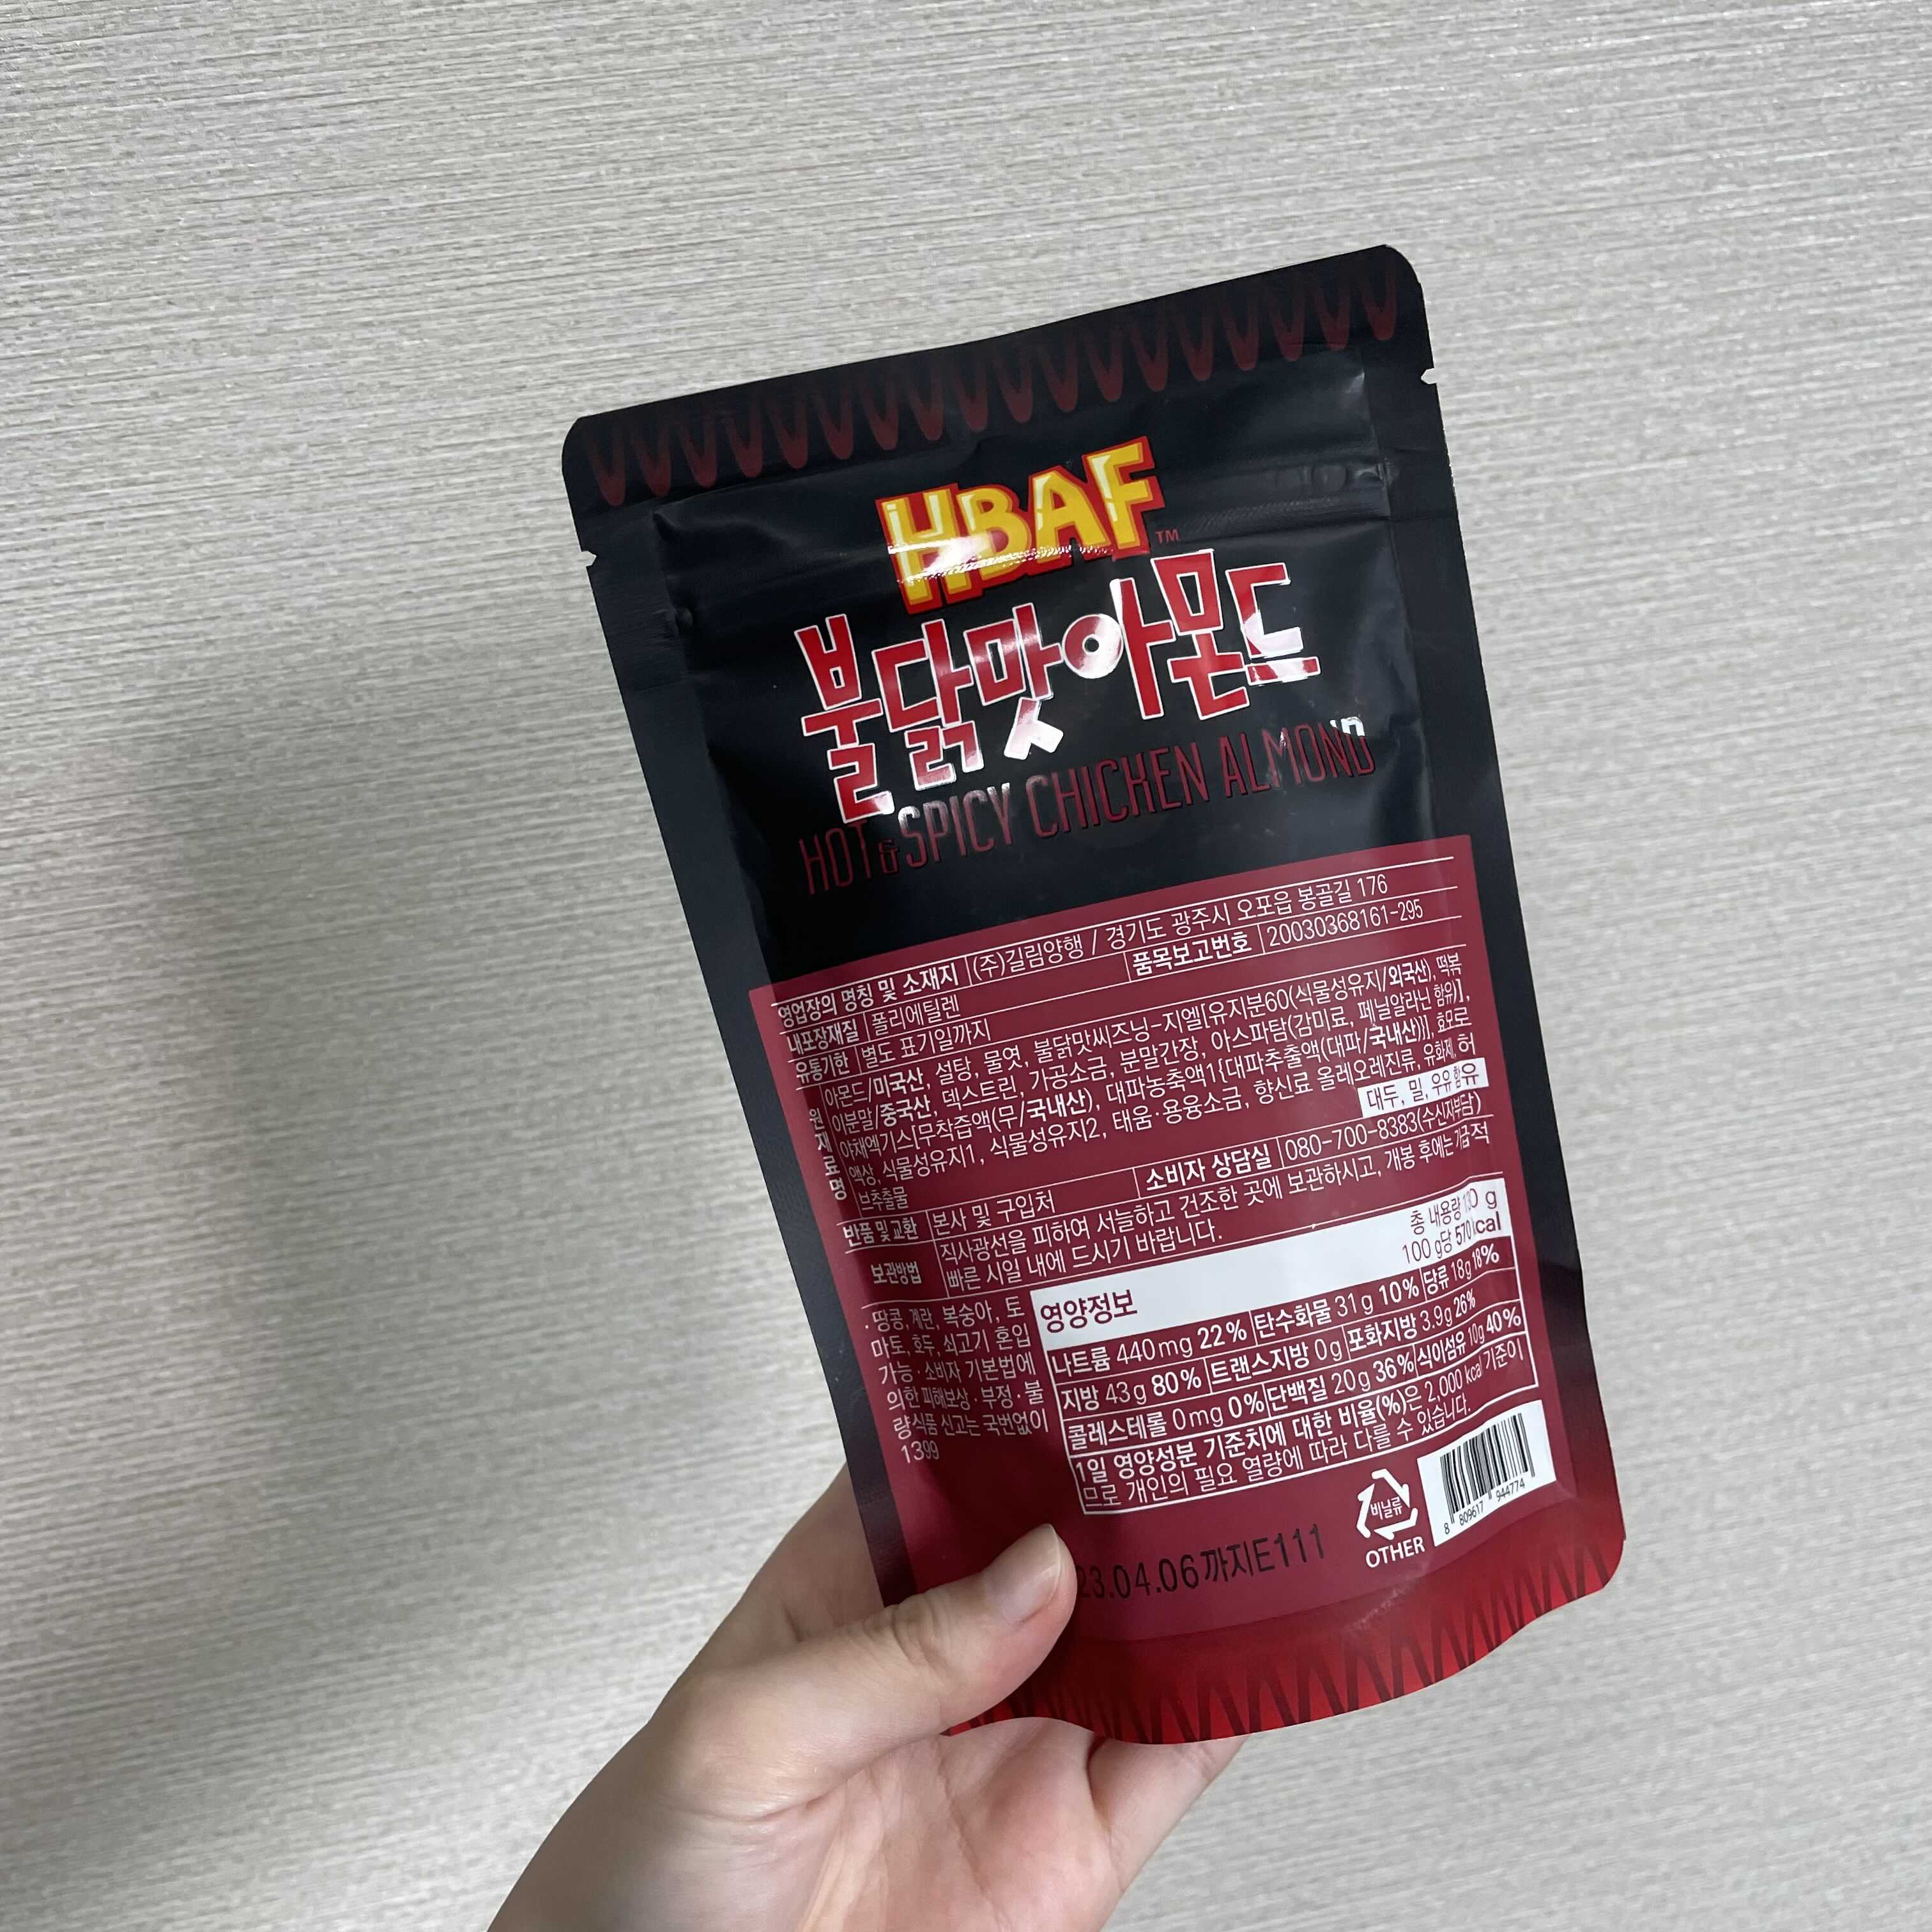 HBAF™
불닭맛아몬드
HOT & SPICY CHICKEN ALMOND
영업장의 명칭 및 소재지 (주)길림양행 / 경기도 광주시 오포읍 봉골길 176
내포장재질 폴리에틸렌 품목보고번호 20030368161-295
유통기한 별도 표기일까지
원재료명 아몬드/미국산, 설탕, 물엿, 불닭맛씨즈닝-지엘[유지분60(식물성유지/외국산), 떡볶
이분말/중국산, 덱스트린, 가공소금, 분말간장, 아스파탐(감미료, 페닐알라닌 함유)],
야채엑기스[무착즙액(무/국내산), 대파농축액1{대파추출액(대파/국내산)}], 효모로
액상, 식물성유지1, 식물성유지2, 태움·용융소금, 향신료 올레오레진류, 유화제, 허
브추출물
대두, 밀, 우유 함유
반품 및 교환 본사 및 구입처 소비자 상담실 080-700-8383(수신자부담)
보관방법 직사광선을 피하여 서늘하고 건조한 곳에 보관하시고, 개봉 후에는 가급적
빠른 시일 내에 드시기 바랍니다.
·땅콩, 계란, 복숭아, 토
마토, 호두, 쇠고기 혼입
가능 · 소비자 기본법에
의한 피해보상 · 부정·불
량식품 신고는 국번없이
1399
영양정보
총 내용량 g
100 g당 570 kcal
나트륨 440mg 22% 탄수화물 31g 10% 당류 18g 18%
지방 43g 80% 트랜스지방 0g 포화지방 3.9g 26%
콜레스테롤 0mg 0% 단백질 20g 36% 식이섬유 10g 40%
1일 영양성분 기준치에 대한 비율(%)은 2,000 kcal 기준이
므로 개인의 필요 열량에 따라 다를 수 있습니다.
비닐류
OTHER
8 809617 944774
23.04.06까지E111